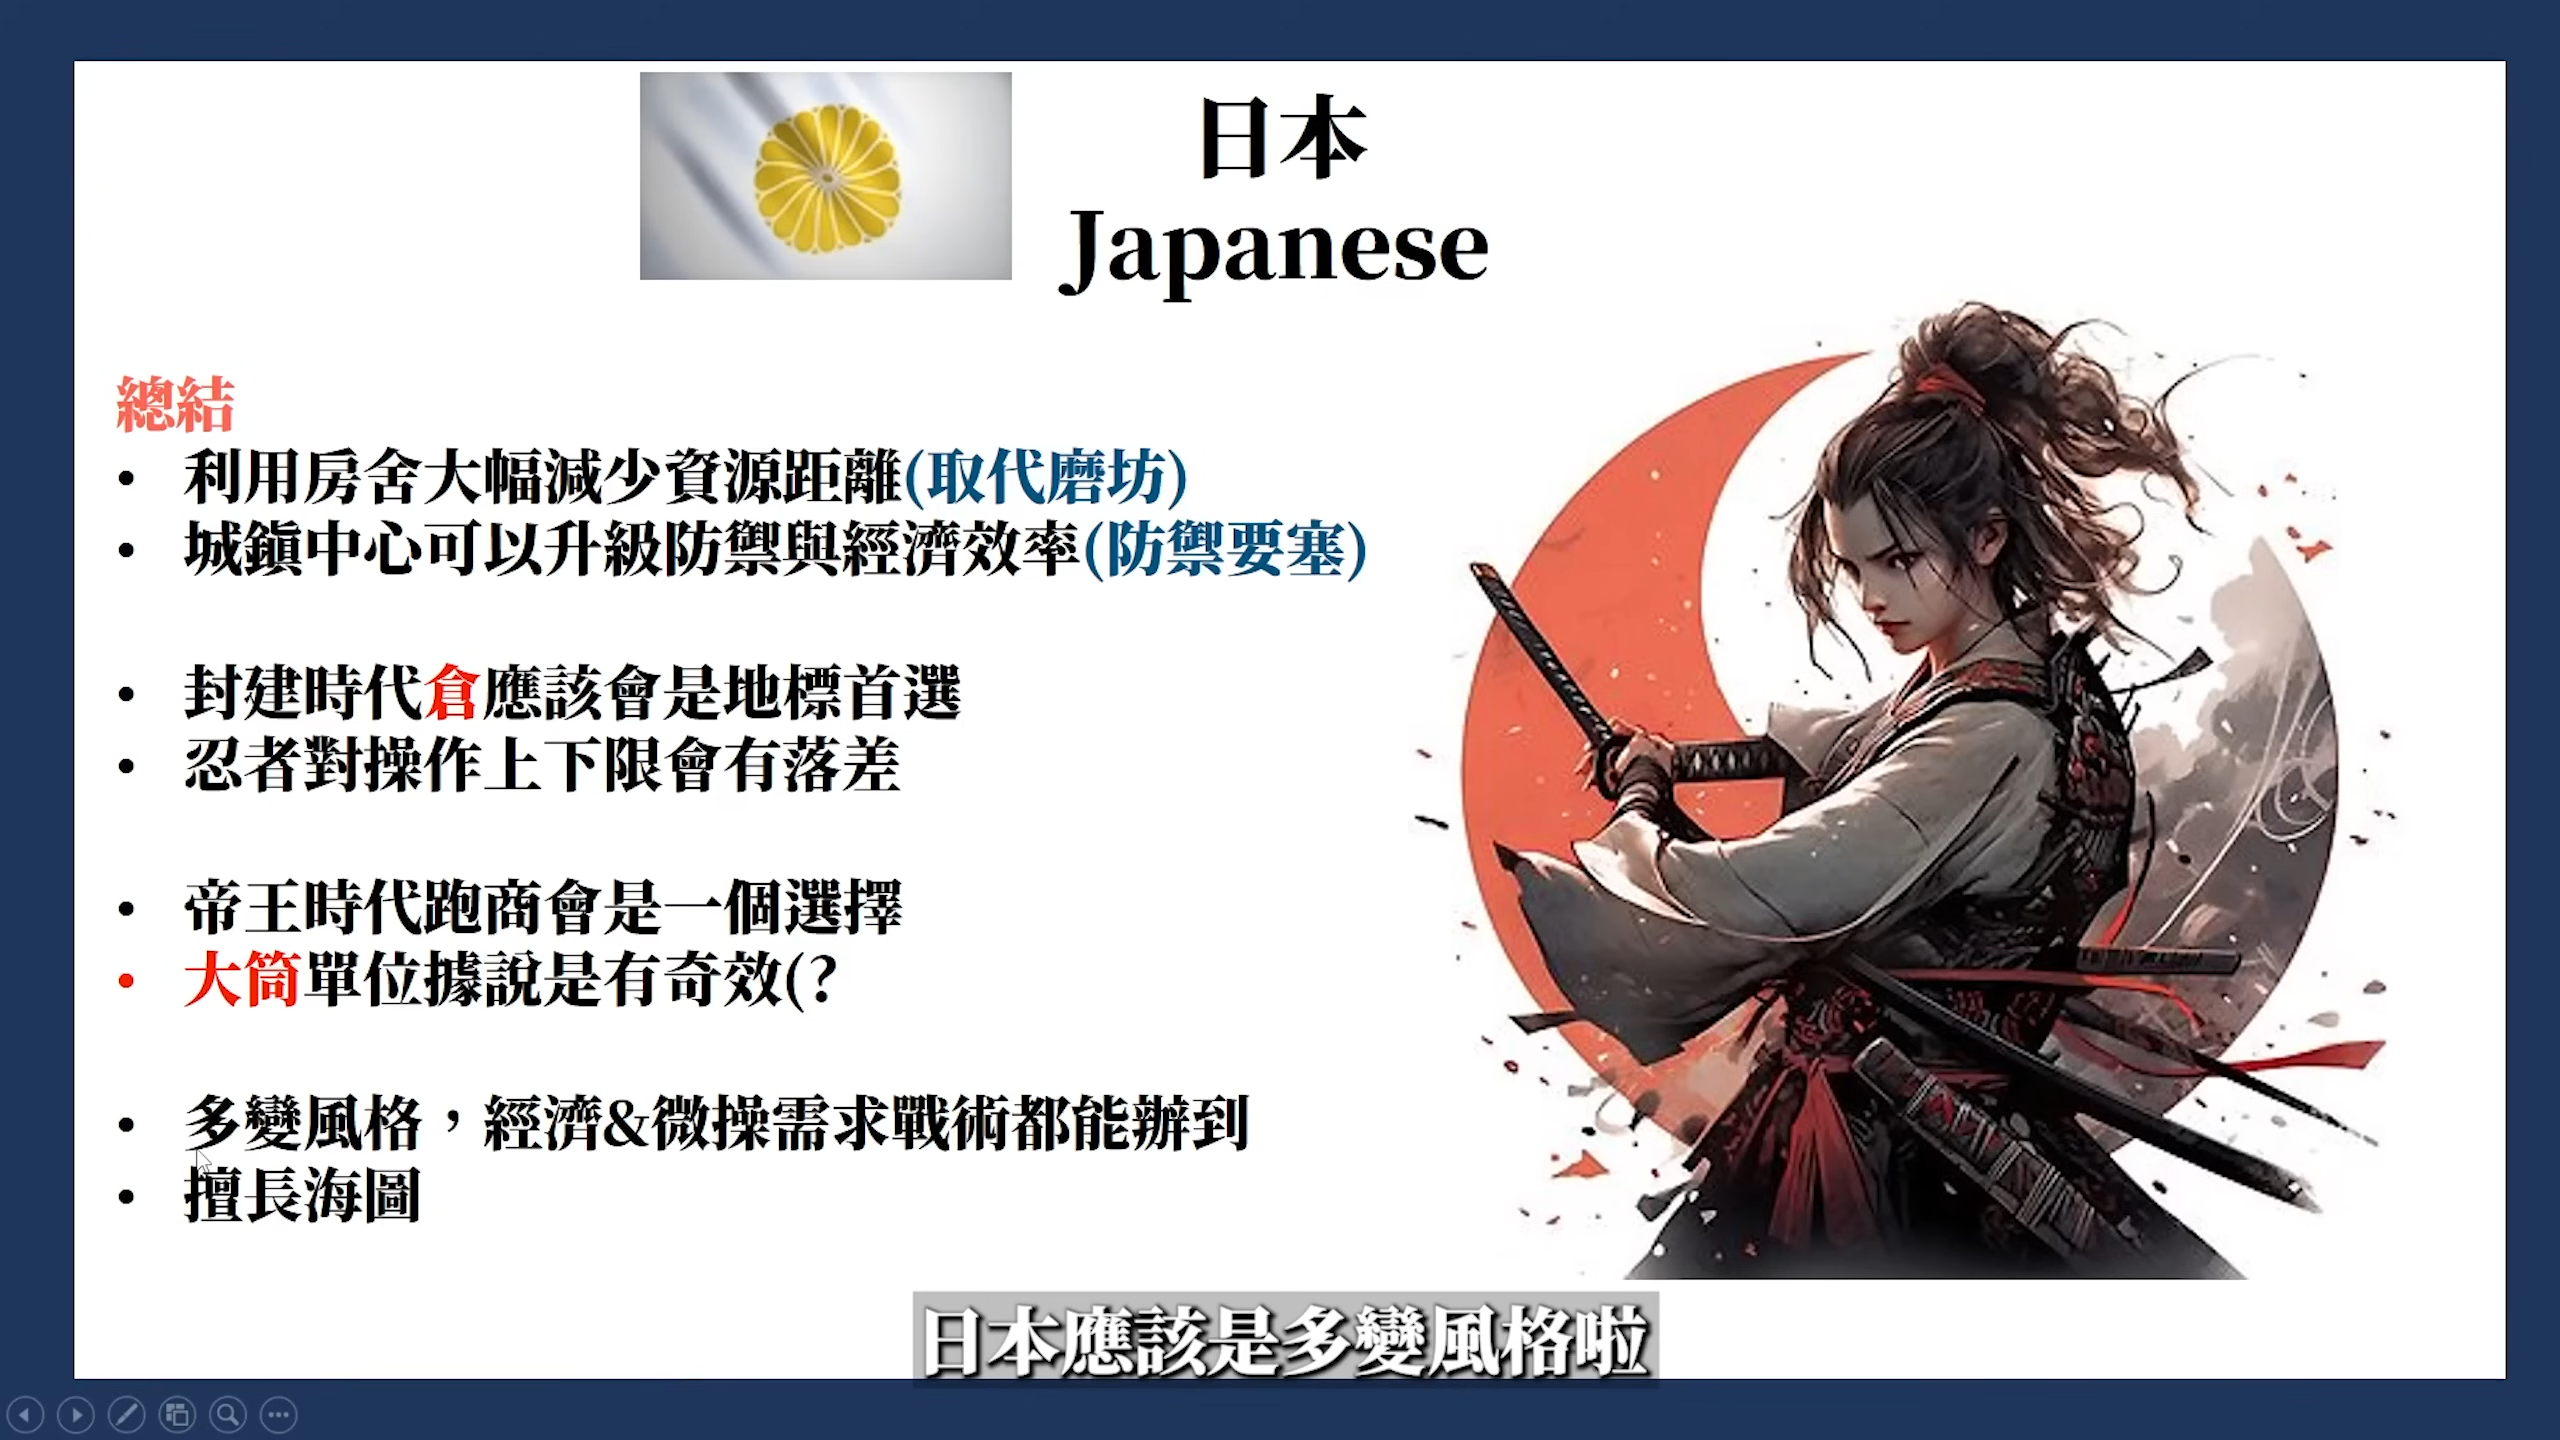 日本
Japanese
總結
• 利用房舍大幅減少資源距離(取代磨坊)
• 城鎮中心可以升級防禦與經濟效率(防禦要塞)
• 封建時代倉應該會是地標首選
• 忍者對操作上下限會有落差
• 帝王時代跑商會是一個選擇
• 大筒單位據說是有奇效(?
• 多變風格，經濟&微操需求戰術都能辦到
• 擅長海圖
日本應該是多變風格啦